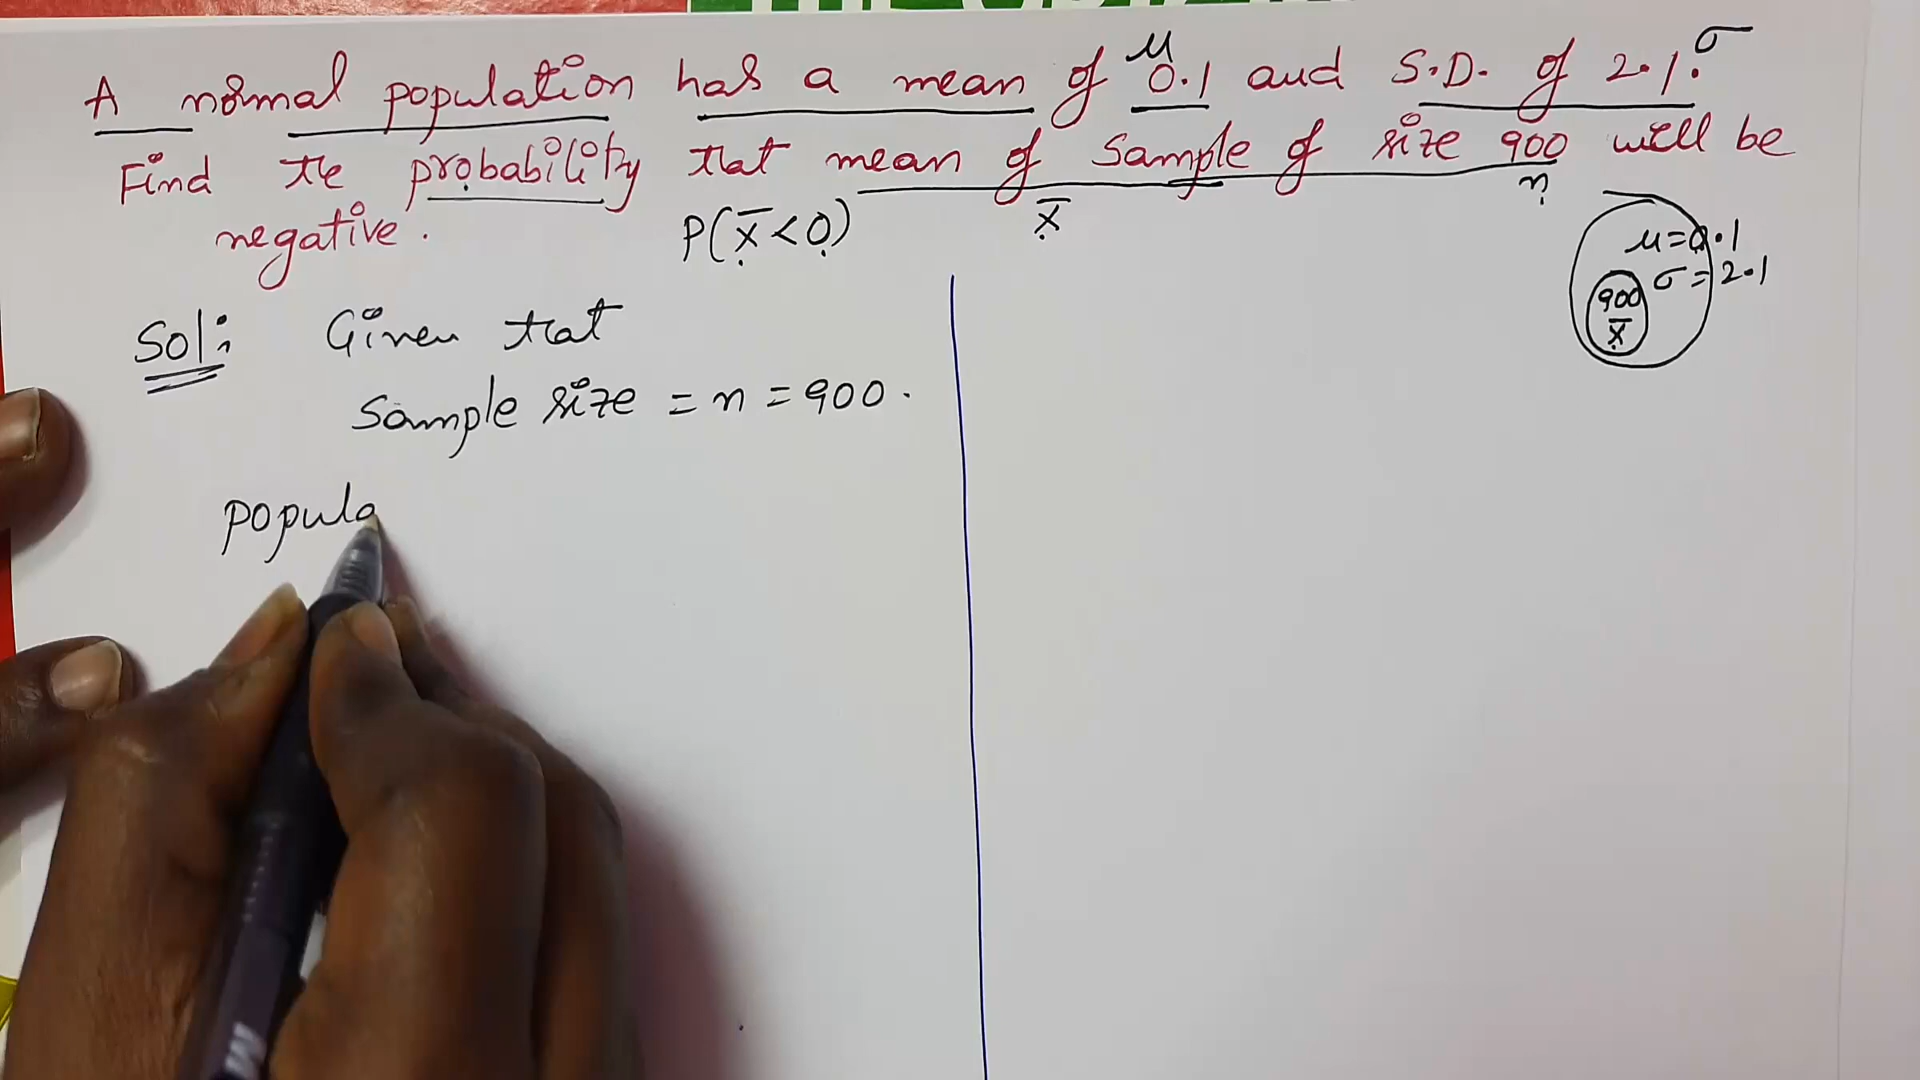 A normal population has a mean of 0.1 and S.D. of 2.1.
μ
σ
Find the probability that mean of sample of size 900 will be
n
negative.
P(x̄<0)
x̄
μ=0.1
σ=2.1
900
x̄
Sol:
Given that
Sample size = n = 900.
popula